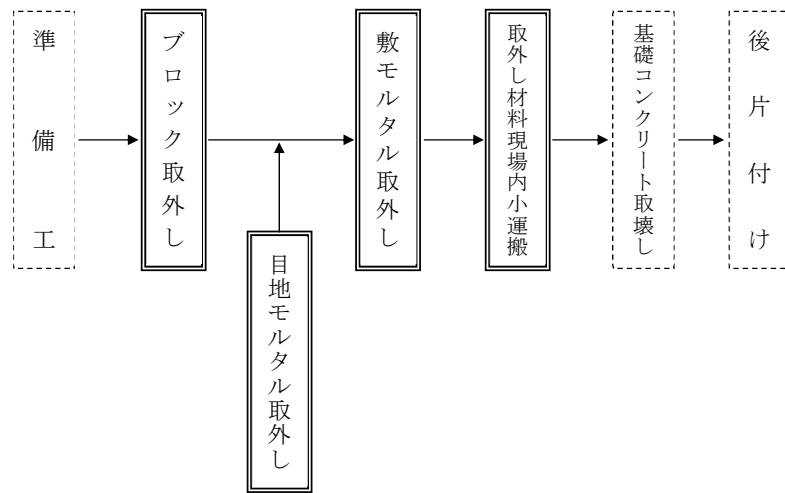 準備工
ブロック取外し
目地モルタル取外し
敷モルタル取外し
取外し材料現場内小運搬
基礎コンクリート取壊し
後片付け